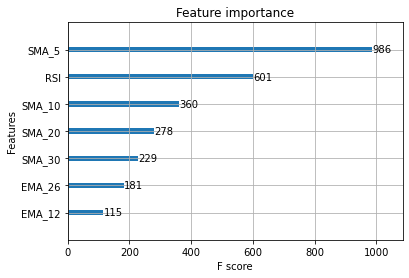 Feature importance
SMA_5 986
RSI 601
SMA_10 360
SMA_20 278
SMA_30 229
EMA_26 181
EMA_12 115
Features
0 200 400 600 800 1000
F score